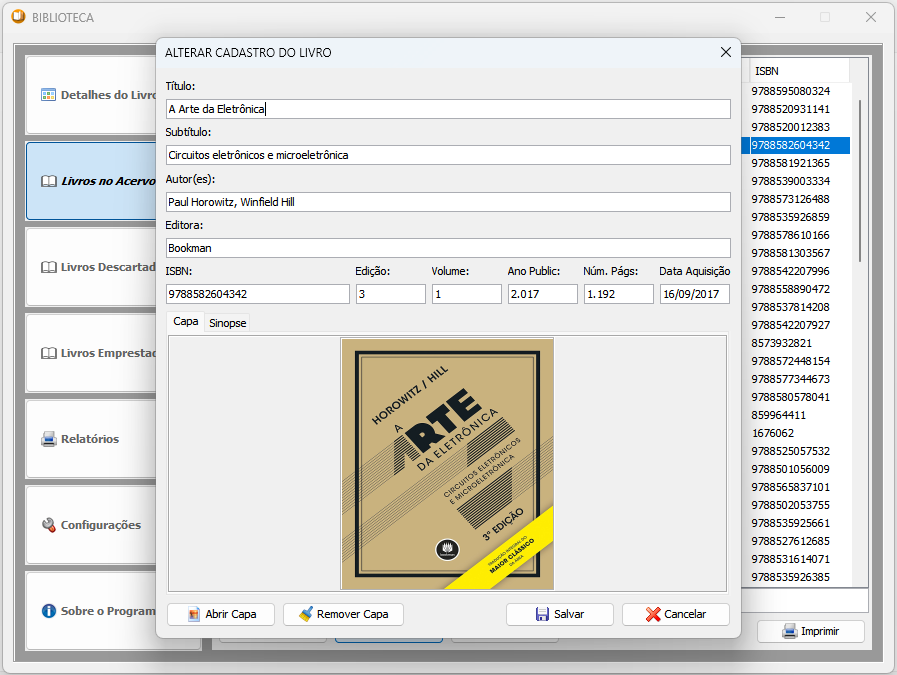 BIBLIOTECA
ALTERAR CADASTRO DO LIVRO
Título:
A Arte da Eletrônica
Subtítulo:
Circuitos eletrônicos e microeletrônica
Autor(es):
Paul Horowitz, Winfield Hill
Editora:
Bookman
ISBN: Edição: Volume: Ano Public: Núm. Págs: Data Aquisição
9788582604342 3 1 2.017 1.192 16/09/2017
Capa Sinopse
HOROWITZ / HILL
A
ARTE
DA ELETRÔNICA
CIRCUITOS ELETRÔNICOS
E MICROELETRÔNICA
3ª EDIÇÃO
MAIOR CLÁSSICO
DA ÁREA
Abrir Capa Remover Capa Salvar Cancelar
Detalhes do Livro
Livros no Acervo
Livros Descartad
Livros Emprestad
Relatórios
Configurações
Sobre o Program
ISBN
9788595080324
9788520931141
9788520012383
9788582604342
9788581921365
9788539003334
9788573126488
9788535926859
9788578610166
9788581303567
9788542207996
9788558890472
9788537814208
9788542207927
8573932821
9788572448154
9788577344673
9788580578041
859964411
1676062
9788525057532
9788501056009
9788565837101
9788502053755
9788535925661
9788527612685
9788531614071
9788535926385
Imprimir